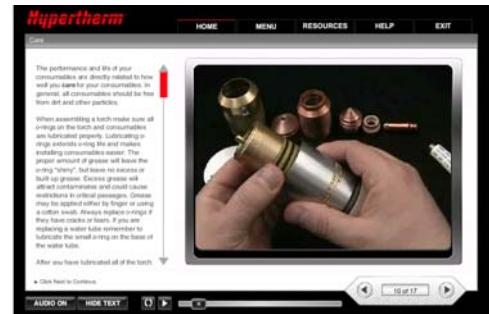 Hypertherm
HOME MENU RESOURCES HELP EXIT
Care
The performance and life of your
consumables are directly related to how
well you care for your consumables. In
general, all consumables should be free
from dirt and other particles.
When assembling a torch make sure all
o-rings on the torch and consumables
are lubricated properly. Lubricating o-
rings extends o-ring life and makes
installing consumables easier. The
proper amount of grease will leave the
o-ring "shiny", but leave no excess or
built up grease. Excess grease will
attract contaminates and could cause
restrictions in critical passages. Grease
may be applied either by finger or using
a cotton swab. Always replace o-rings if
they have cracks or tears. If you are
replacing a water tube remember to
lubricate the small o-ring on the base of
the water tube.
After you have lubricated all of the torch
Click Next to Continue.
10 of 17
AUDIO ON HIDE TEXT